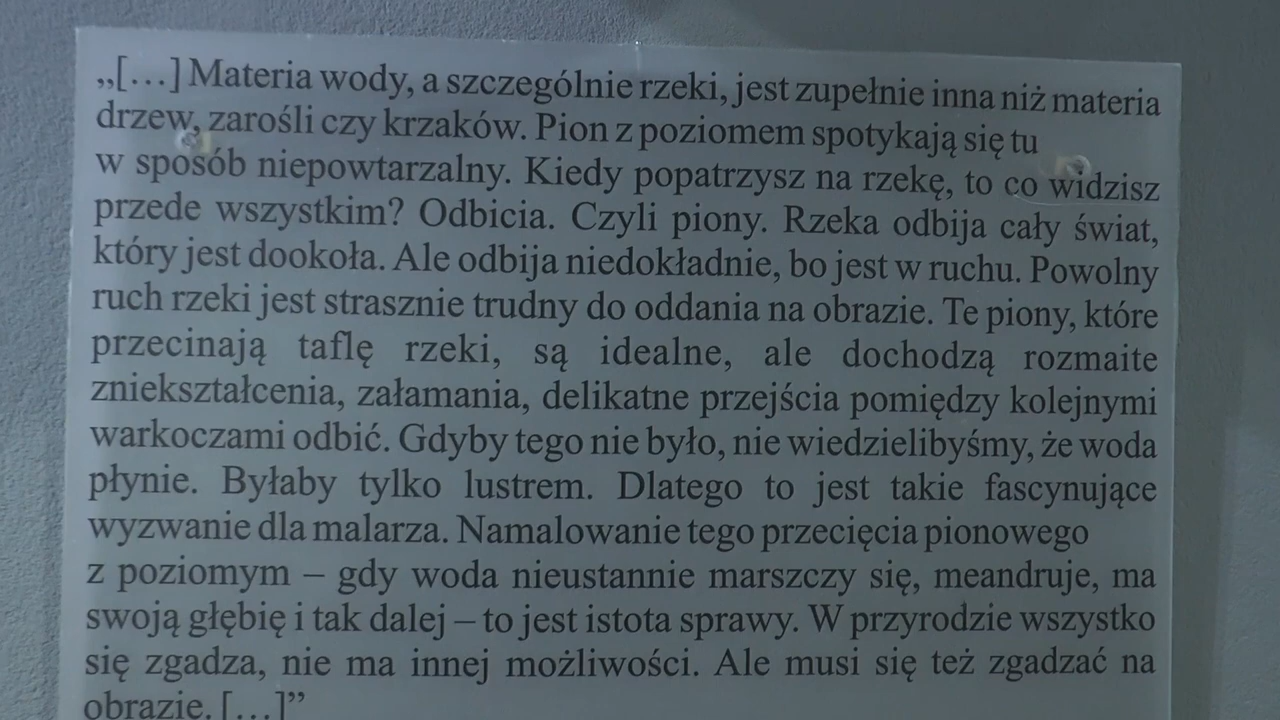 „[…] Materia wody, a szczególnie rzeki, jest zupełnie inna niż materia
drzew, zarośli czy krzaków. Pion z poziomem spotykają się tu
w sposób niepowtarzalny. Kiedy popatrzysz na rzekę, to co widzisz
przede wszystkim? Odbicia. Czyli piony. Rzeka odbija cały świat,
który jest dookoła. Ale odbija niedokładnie, bo jest w ruchu. Powolny
ruch rzeki jest strasznie trudny do oddania na obrazie. Te piony, które
przecinają taflę rzeki, są idealne, ale dochodzą rozmaite
zniekształcenia, załamania, delikatne przejścia pomiędzy kolejnymi
warkoczami odbić. Gdyby tego nie było, nie wiedzielibyśmy, że woda
płynie. Byłaby tylko lustrem. Dlatego to jest takie fascynujące
wyzwanie dla malarza. Namalowanie tego przecięcia pionowego
z poziomym – gdy woda nieustannie marszczy się, meandruje, ma
swoją głębię i tak dalej – to jest istota sprawy. W przyrodzie wszystko
się zgadza, nie ma innej możliwości. Ale musi się też zgadzać na
obrazie. […]”